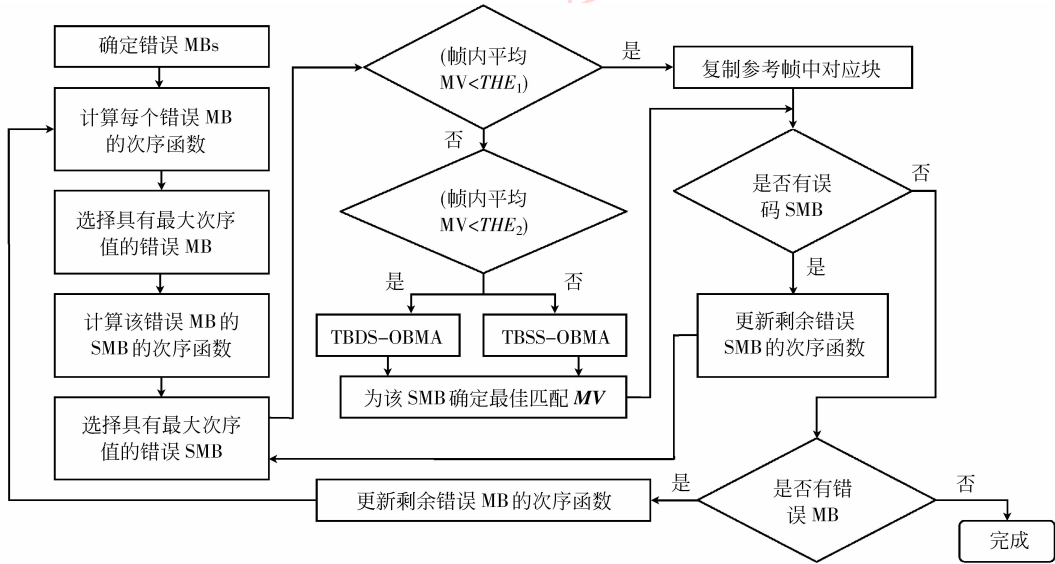 确定错误 MBs
计算每个错误 MB
的次序函数
选择具有最大次序
值的错误 MB
计算该错误 MB 的
SMB 的次序函数
选择具有最大次序
值的错误 SMB
(帧内平均
MV<THE₁)
是
否
(帧内平均
MV<THE₂)
是
否
TBDS-OBMA
TBSS-OBMA
为该 SMB 确定最佳匹配 MV
复制参考帧中对应块
是否有误
码 SMB
否
是
更新剩余错误
SMB 的次序函数
是否有错
误 MB
是
否
更新剩余错误 MB 的次序函数
完成